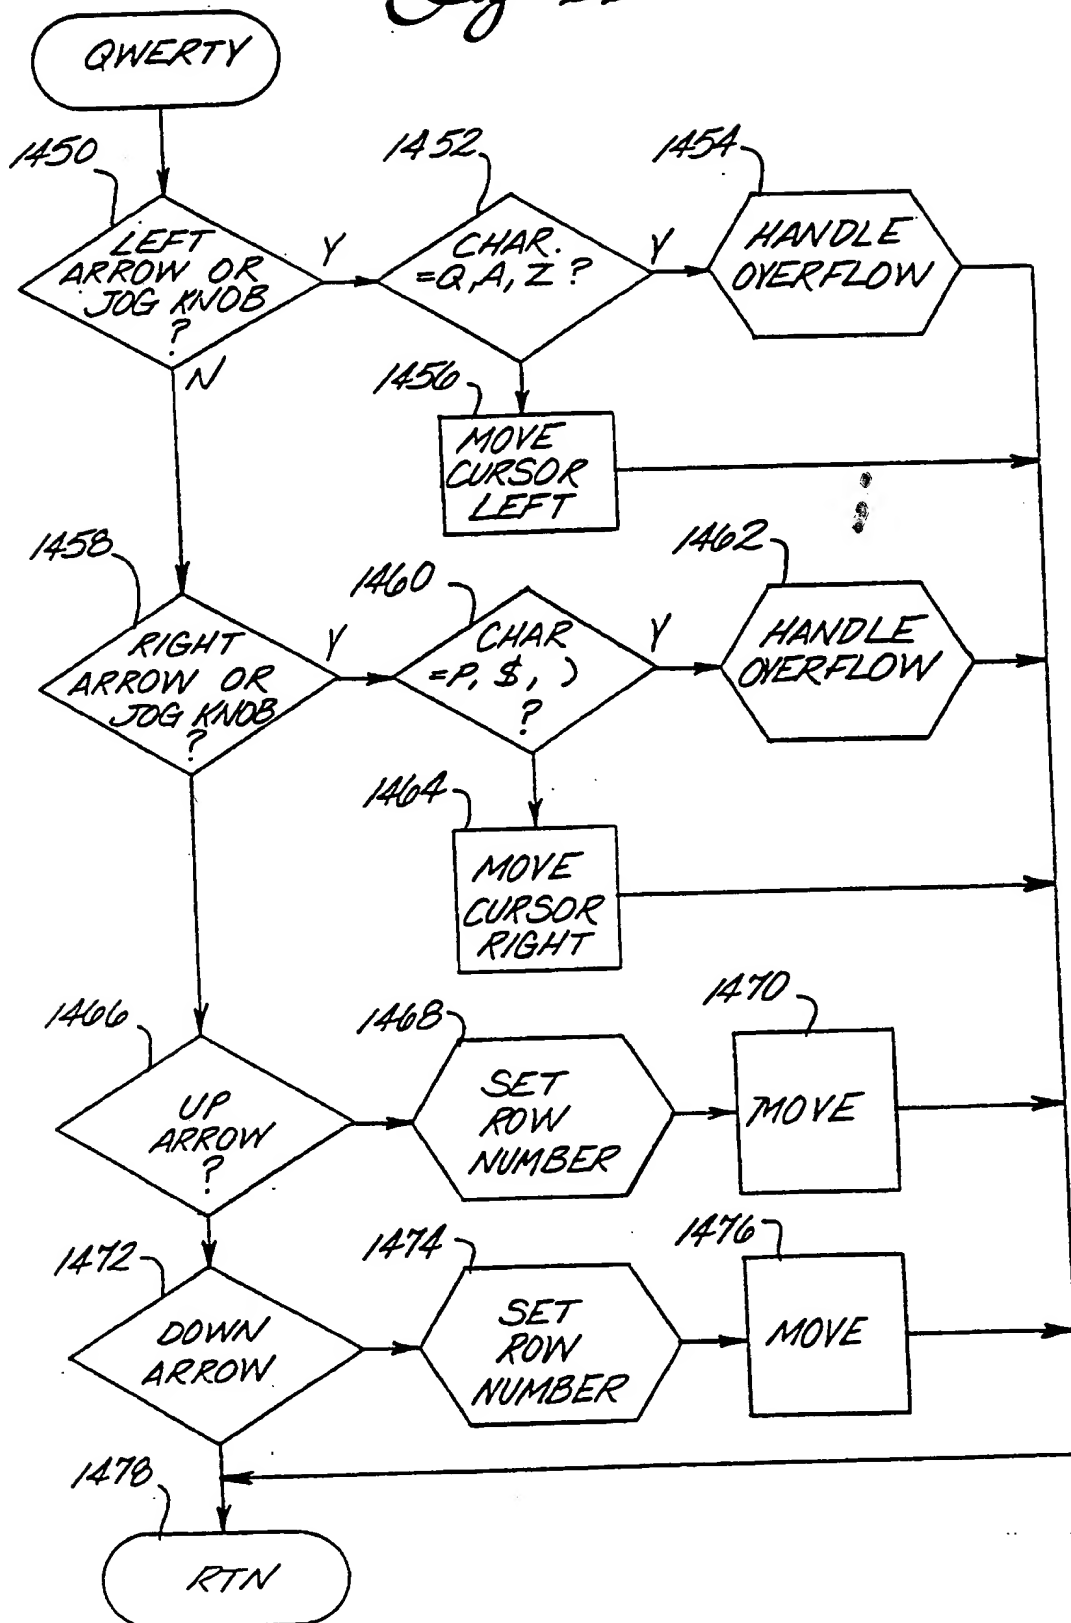 QWERTY
1450
LEFT
ARROW OR
JOG KNOB
?
Y
N
1452
CHAR.
=Q,A,Z?
Y
1454
HANDLE
OVERFLOW
1456
MOVE
CURSOR
LEFT
1458
RIGHT
ARROW OR
JOG KNOB
?
Y
1460
CHAR
=P, $, )
?
Y
1462
HANDLE
OVERFLOW
1464
MOVE
CURSOR
RIGHT
1466
UP
ARROW
?
1468
SET
ROW
NUMBER
1470
MOVE
1472
DOWN
ARROW
1474
SET
ROW
NUMBER
1476
MOVE
1478
RTN